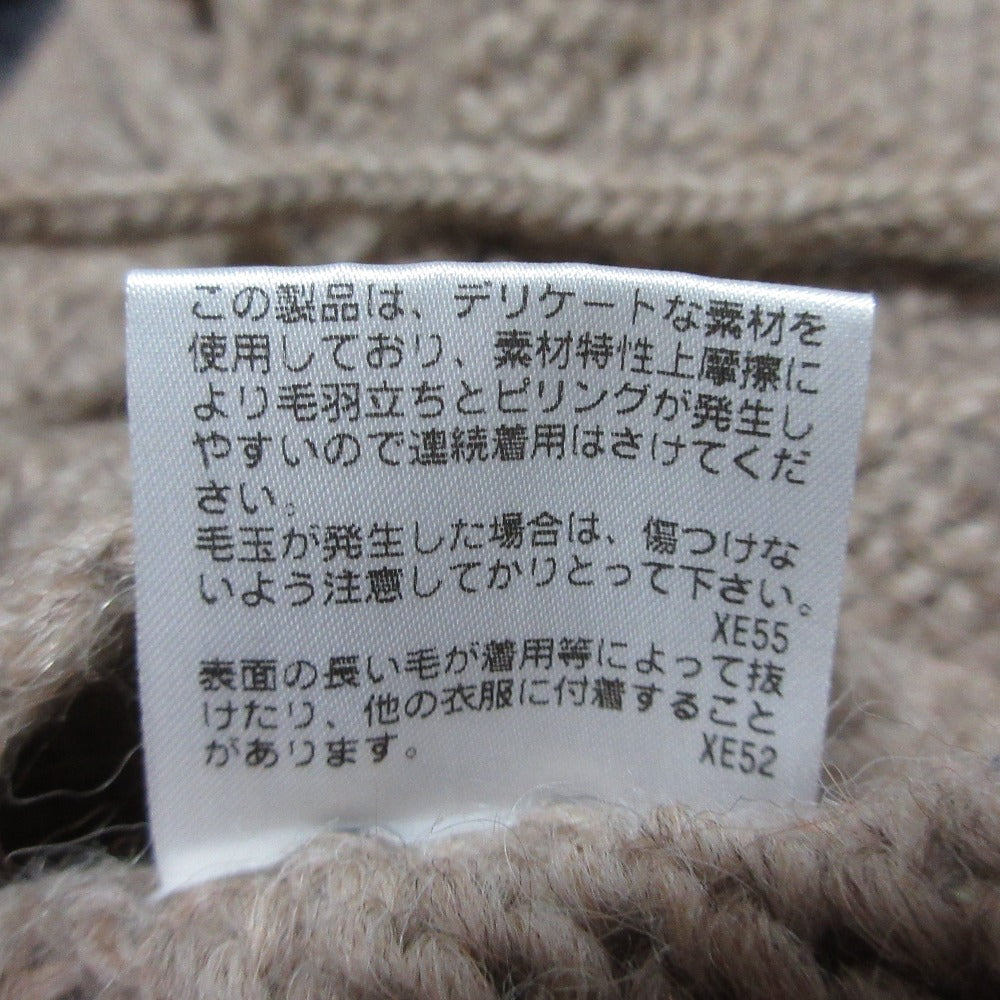 この製品は、デリケートな素材を
使用しており、素材特性上摩擦に
より毛羽立ちとピリングが発生し
やすいので連続着用はさけてくだ
さい。
毛玉が発生した場合は、傷つけな
いよう注意してかりとって下さい。
XE55
表面の長い毛が着用等によって抜
けたり、他の衣服に付着すること
があります。
XE52